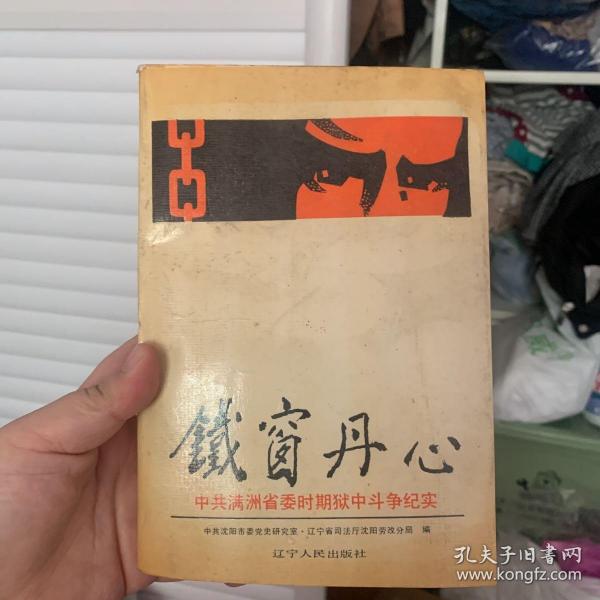 鐵窗丹心
中共满洲省委时期狱中斗争纪实
中共沈阳市委党史研究室·辽宁省司法厅沈阳劳改分局 编
辽宁人民出版社
孔夫子旧书网
www.kongfz.com